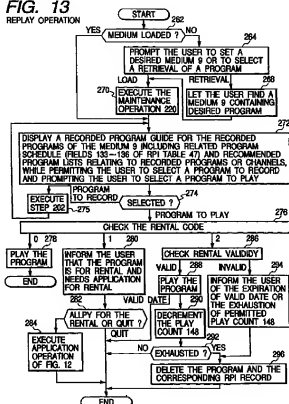 FIG. 13
REPLAY OPERATION
START
262
YES
MEDIUM LOADED ?
NO
264
PROMPT THE USER TO SET A
DESIRED MEDIUM 9 OR TO SELECT
A RETRIEVAL OF A PROGRAM
LOAD
RETRIEVAL
268
270
EXECUTE THE
MAINTENANCE
OPERATION 220
LET THE USER FIND A
MEDIUM 9 CONTAINING
DESIRED PROGRAM
272
DISPLAY A RECORDED PROGRAM GUIDE FOR THE RECORDED
PROGRAMS OF THE MEDIUM 9 (INCLUDING RELATED PROGRAM
SCHEDULE (FIELDS 133–136 OF RPI TABLE 47) AND RECOMMENDED
PROGRAM LISTS RELATING TO RECORDED PROGRAMS OR CHANNELS,
WHILE PERMITTING THE USER TO SELECT A PROGRAM TO RECORD
AND PROMPTING THE USER TO SELECT A PROGRAM TO PLAY
PROGRAM
TO RECORD
274
EXECUTE
STEP 202
275
SELECTED ?
PROGRAM TO PLAY
276
CHECK THE RENTAL CODE
0
278
1
280
2
286
PLAY THE
PROGRAM
END
INFORM THE USER
THAT THE PROGRAM
IS FOR RENTAL AND
NEEDS APPLICATION
FOR RENTAL
CHECK RENTAL VALIDIDY
VALID
288
INVALID
294
PLAY THE
PROGRAM
INFORM THE USER
OF THE EXPIRATION
OF VALID DATE OR
THE EXHAUSTION
OF PERMITTED
PLAY COUNT 148
282
VALID DATE
290
ALLPY FOR THE
RENTAL OR QUIT ?
DECREMENT
THE PLAY
COUNT 148
284
QUIT
292
EXECUTE
APPLICATION
OPERATION
OF FIG. 12
NO
EXHAUSTED ?
YES
296
DELETE THE PROGRAM AND THE
CORRESPONDING RPI RECORD
END